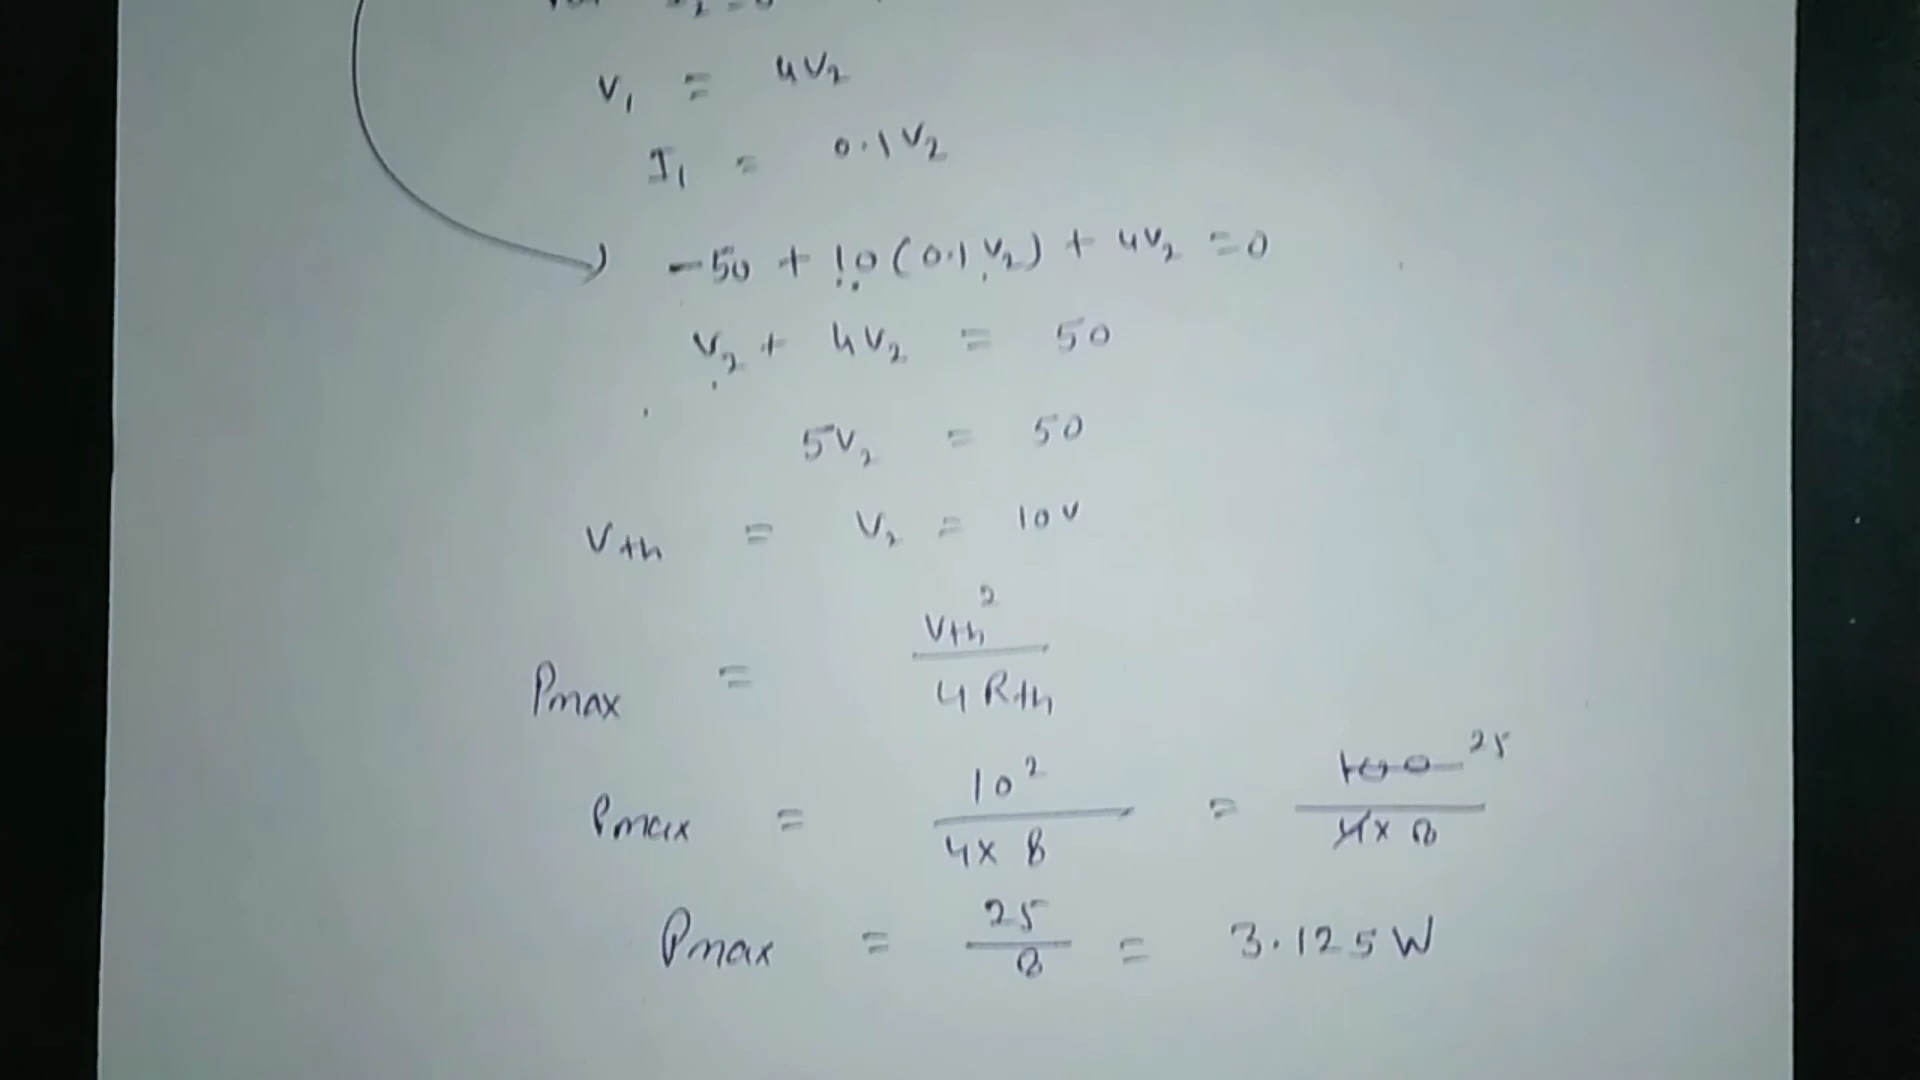 V₁ = 4V₂
I₁ = 0.1V₂
-50 + 10(0.1V₂) + 4V₂ = 0
V₂ + 4V₂ = 50
5V₂ = 50
Vth = V₂ = 10V
Pmax = Vth² / 4Rth
Pmax = 10² / 4×8 = 100 25 / 4×8
Pmax = 25 / 8 = 3.125W